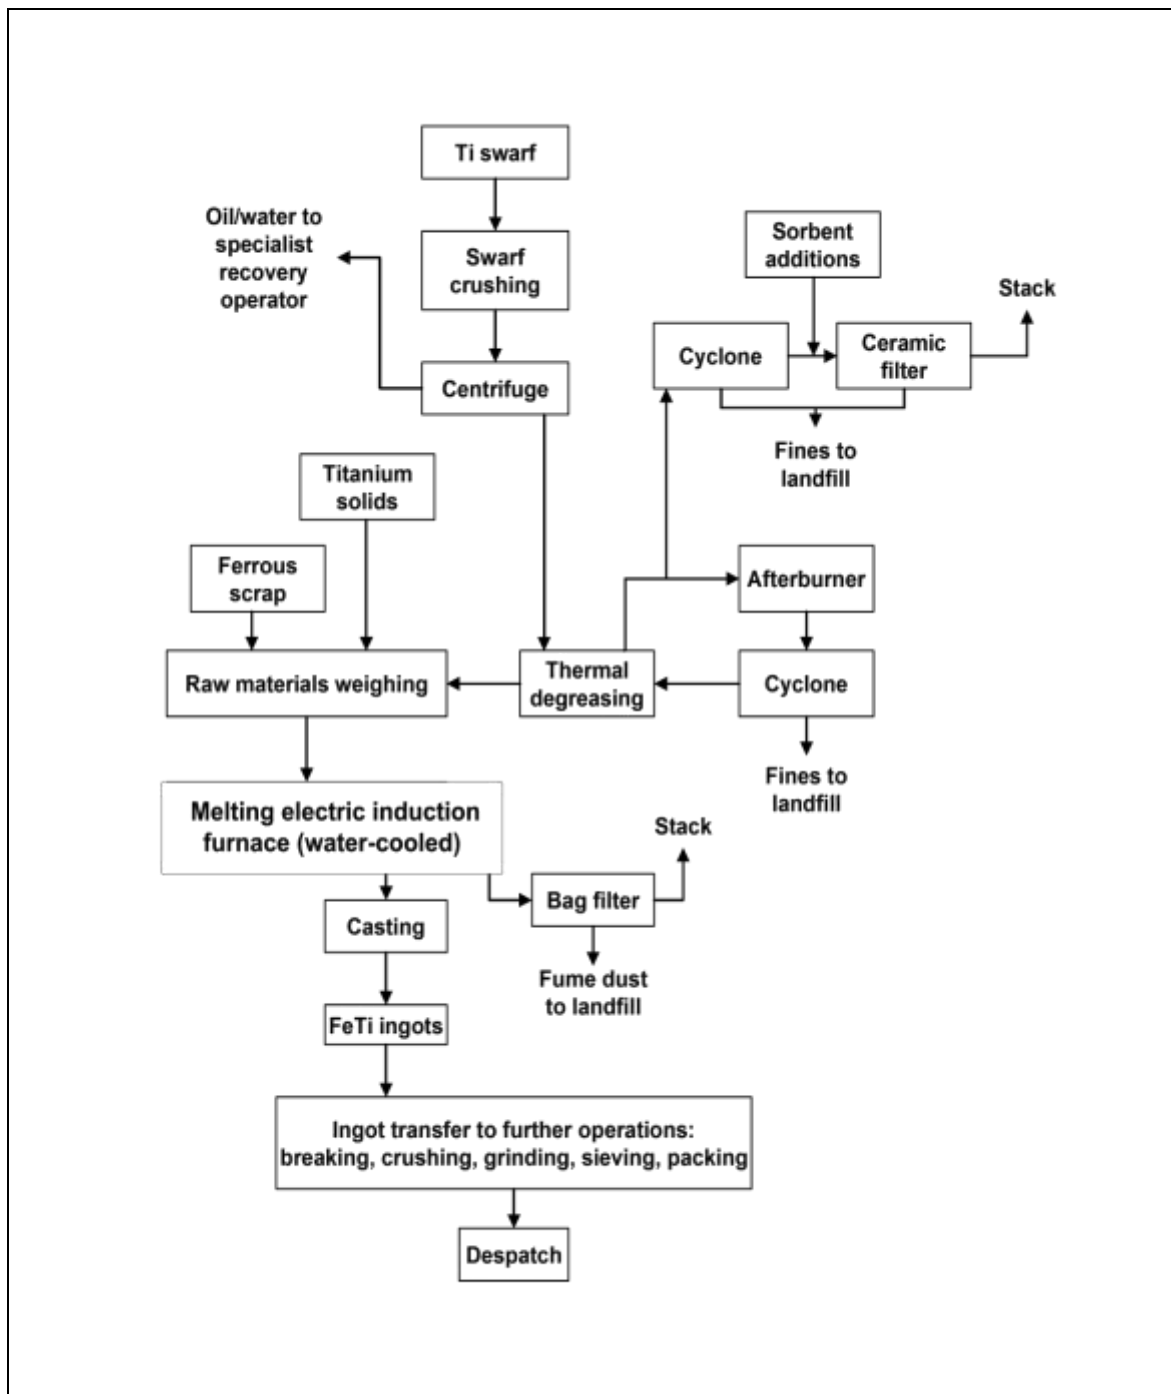 Ti swarf
Oil/water to
specialist
recovery
operator
Swarf
crushing
Sorbent
additions
Stack
Cyclone
Ceramic
filter
Centrifuge
Fines to
landfill
Titanium
solids
Ferrous
scrap
Afterburner
Raw materials weighing
Thermal
degreasing
Cyclone
Fines to
landfill
Melting electric induction
furnace (water-cooled)
Stack
Bag filter
Casting
Fume dust
to landfill
FeTi ingots
Ingot transfer to further operations:
breaking, crushing, grinding, sieving, packing
Despatch